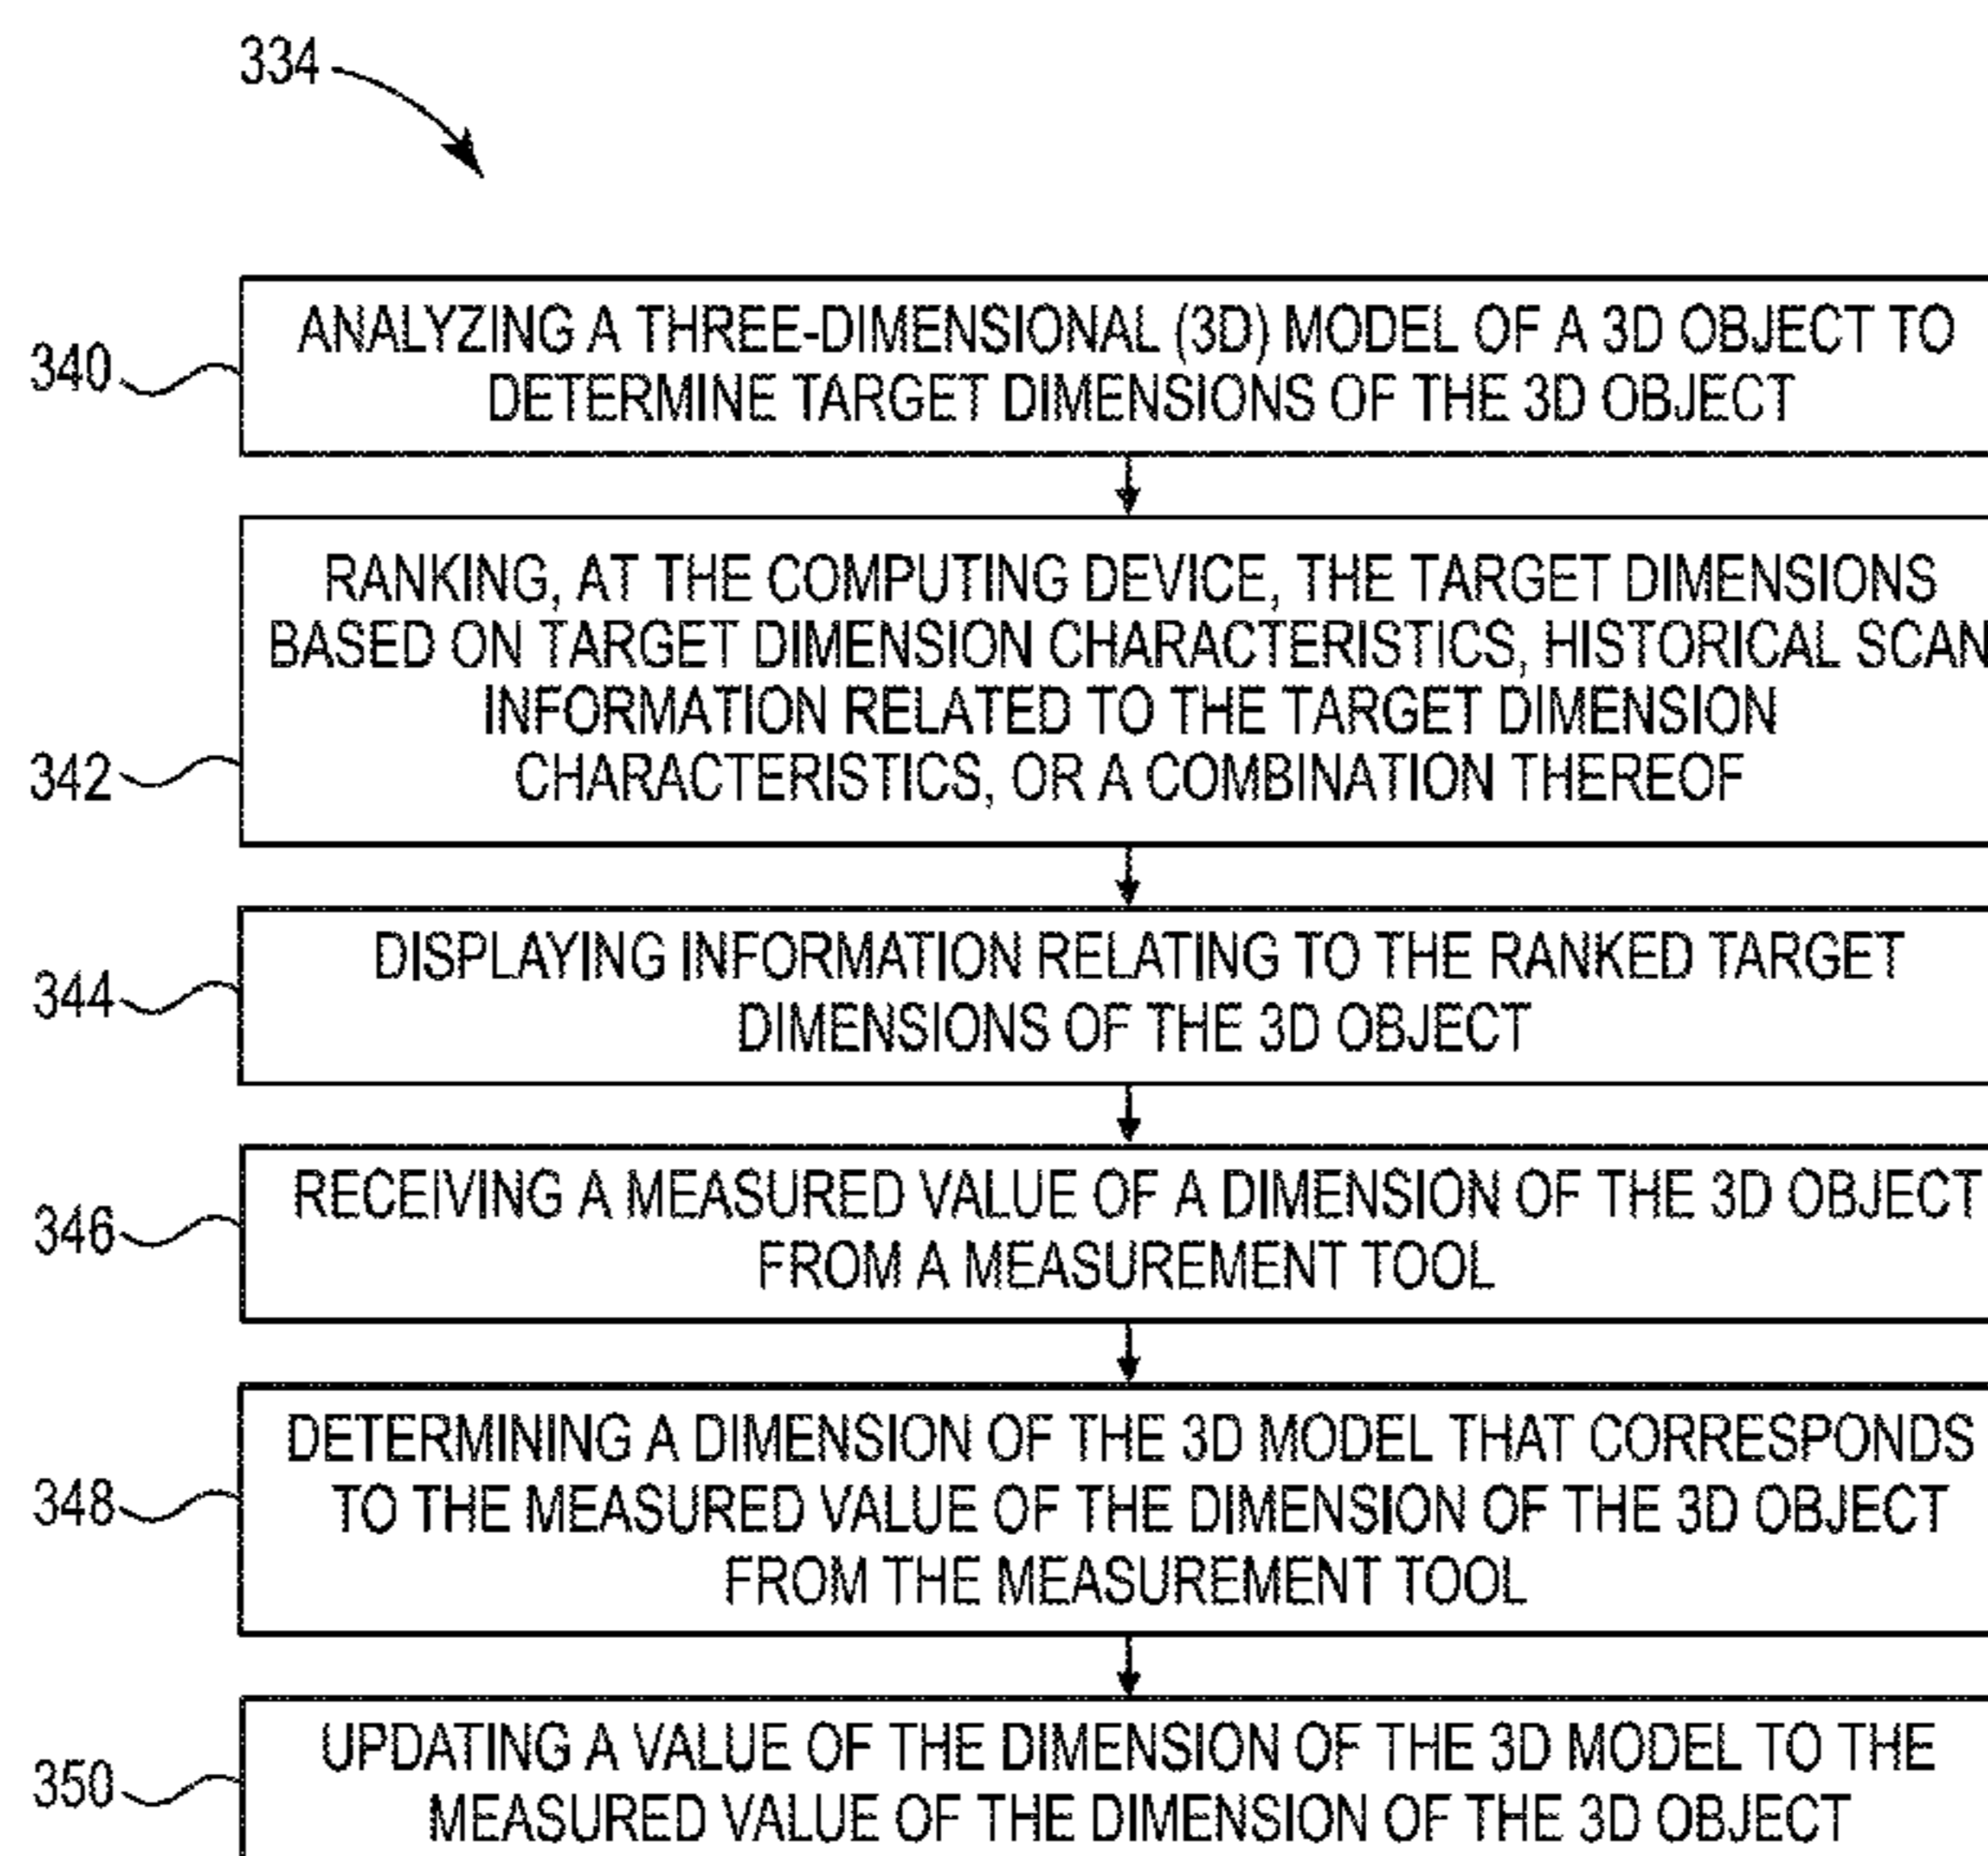 334
340
ANALYZING A THREE-DIMENSIONAL (3D) MODEL OF A 3D OBJECT TO
DETERMINE TARGET DIMENSIONS OF THE 3D OBJECT
342
RANKING, AT THE COMPUTING DEVICE, THE TARGET DIMENSIONS
BASED ON TARGET DIMENSION CHARACTERISTICS, HISTORICAL SCAN
INFORMATION RELATED TO THE TARGET DIMENSION
CHARACTERISTICS, OR A COMBINATION THEREOF
344
DISPLAYING INFORMATION RELATING TO THE RANKED TARGET
DIMENSIONS OF THE 3D OBJECT
346
RECEIVING A MEASURED VALUE OF A DIMENSION OF THE 3D OBJECT
FROM A MEASUREMENT TOOL
348
DETERMINING A DIMENSION OF THE 3D MODEL THAT CORRESPONDS
TO THE MEASURED VALUE OF THE DIMENSION OF THE 3D OBJECT
FROM THE MEASUREMENT TOOL
350
UPDATING A VALUE OF THE DIMENSION OF THE 3D MODEL TO THE
MEASURED VALUE OF THE DIMENSION OF THE 3D OBJECT